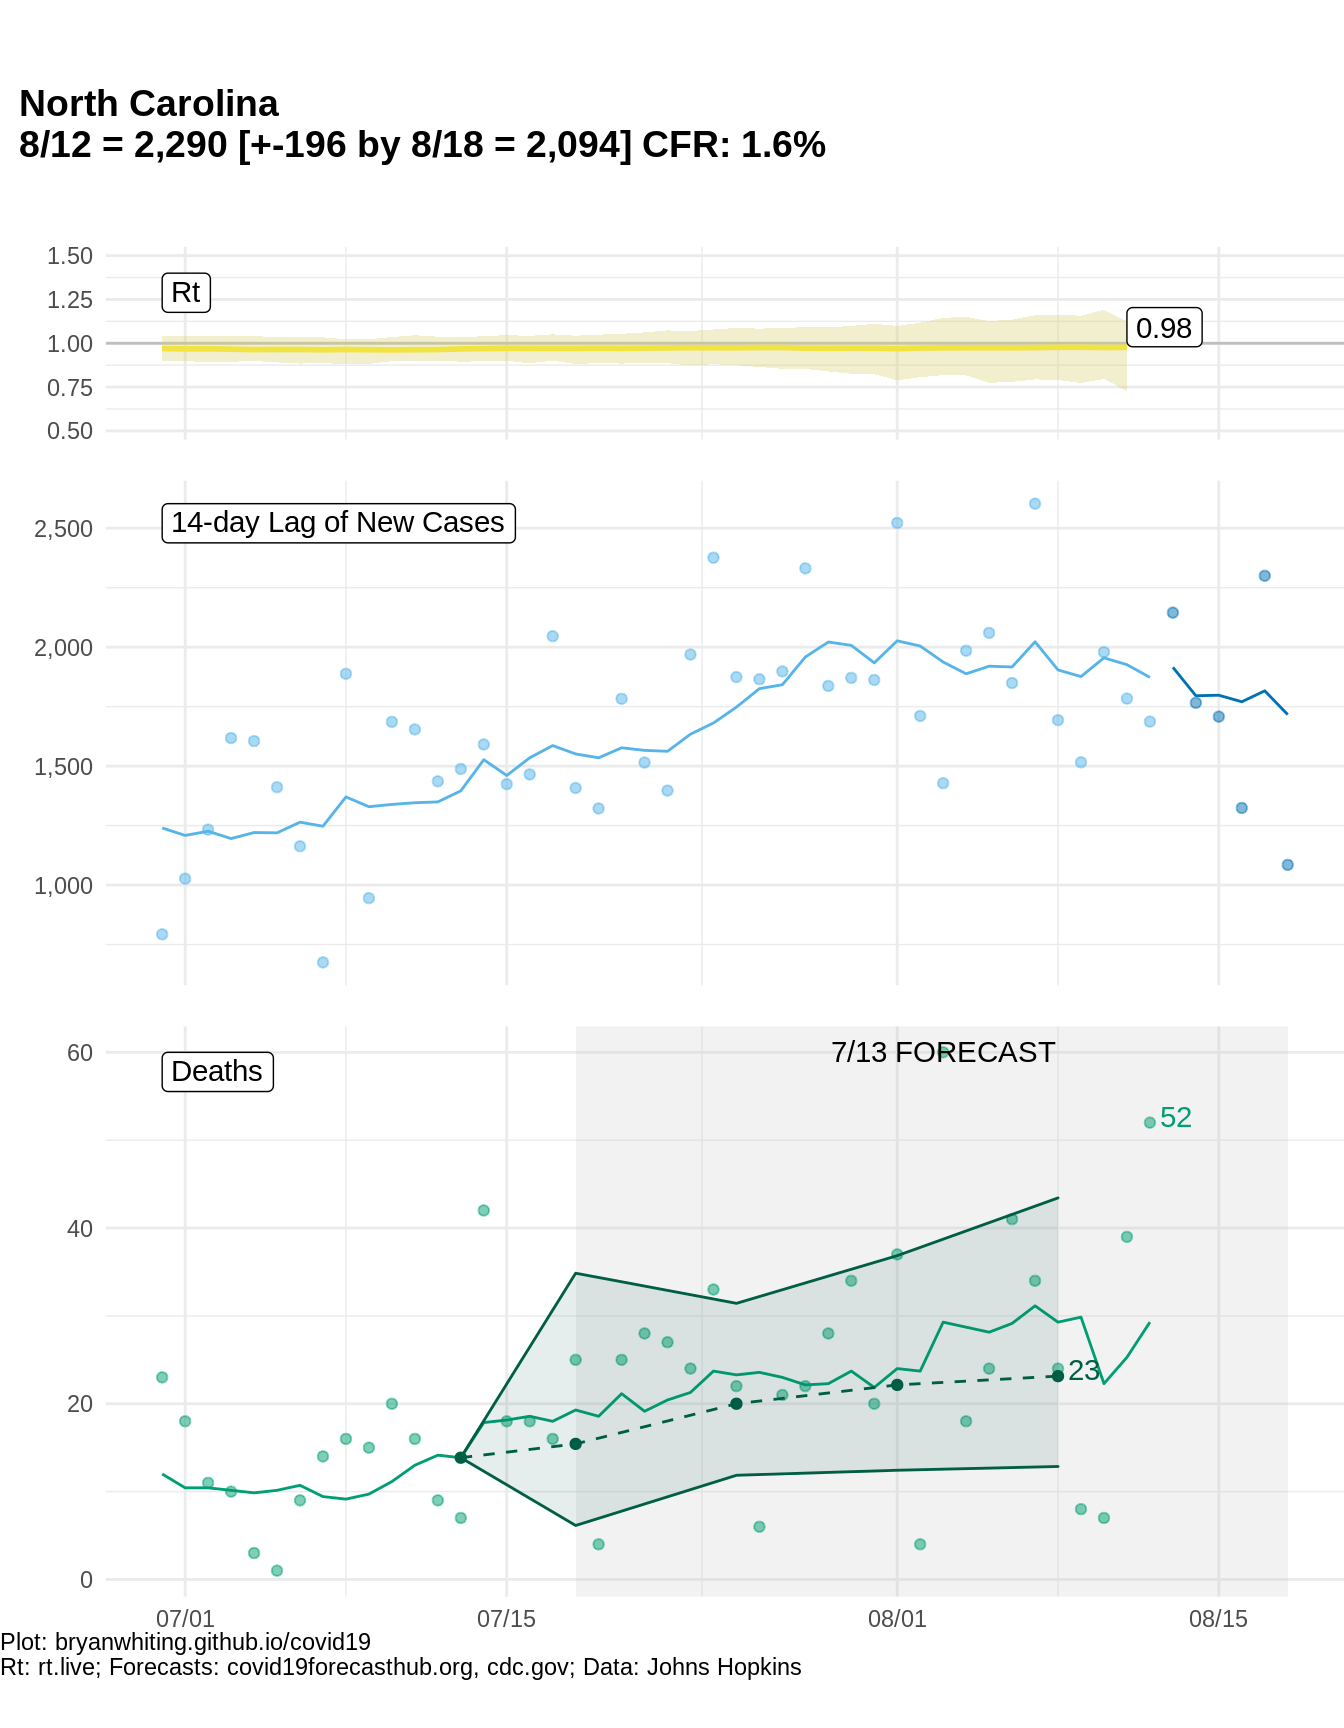 North Carolina
8/12 = 2,290 [+-196 by 8/18 = 2,094] CFR: 1.6%
1.50
Rt
1.25
0.98
1.00
0.75
0.50
14-day Lag of New Cases
2,500
2,000
1,500
1,000
7/13 FORECAST
60
Deaths
52
40
23
20
0
07/01 07/15 08/01 08/15
Plot: bryanwhiting.github.io/covid19
Rt: rt.live; Forecasts: covid19forecasthub.org, cdc.gov; Data: Johns Hopkins